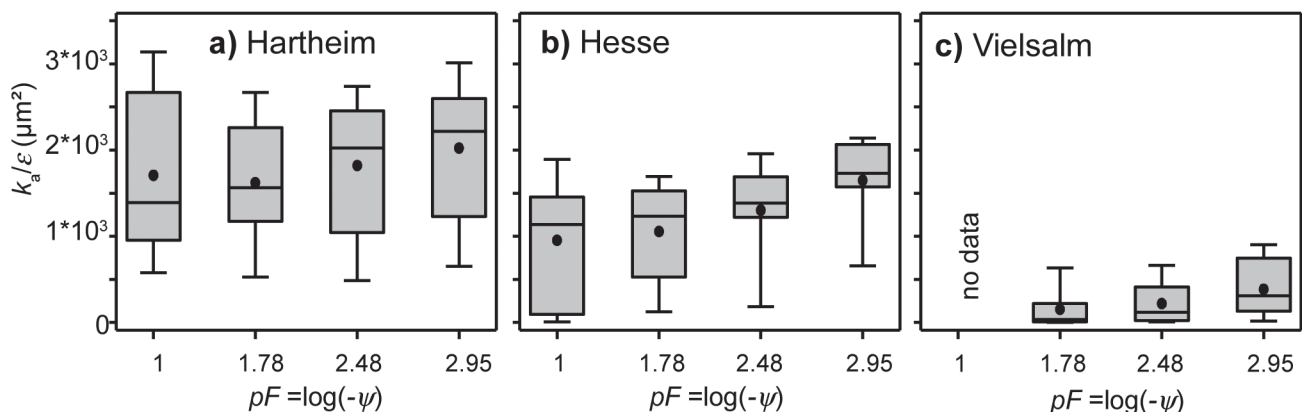 a) Hartheim
b) Hesse
c) Vielsalm
kₐ/ε (μm²)
3*10³
2*10³
1*10³
0
no data
1 1.78 2.48 2.95
1 1.78 2.48 2.95
1 1.78 2.48 2.95
pF =log(-ψ)
pF =log(-ψ)
pF =log(-ψ)